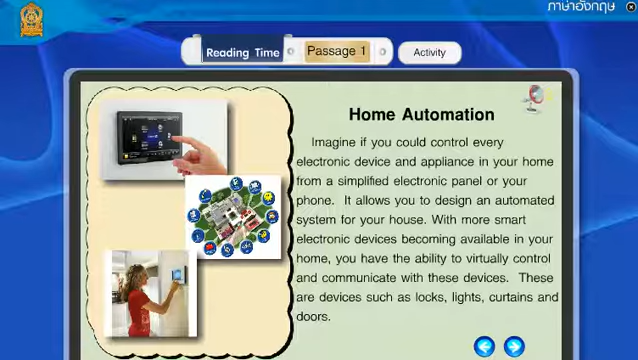 ภาษาอังกฤษ
Reading Time
Passage 1
Activity
Home Automation
Imagine if you could control every
electronic device and appliance in your home
from a simplified electronic panel or your
phone. It allows you to design an automated
system for your house. With more smart
electronic devices becoming available in your
home, you have the ability to virtually control
and communicate with these devices. These
are devices such as locks, lights, curtains and
doors.